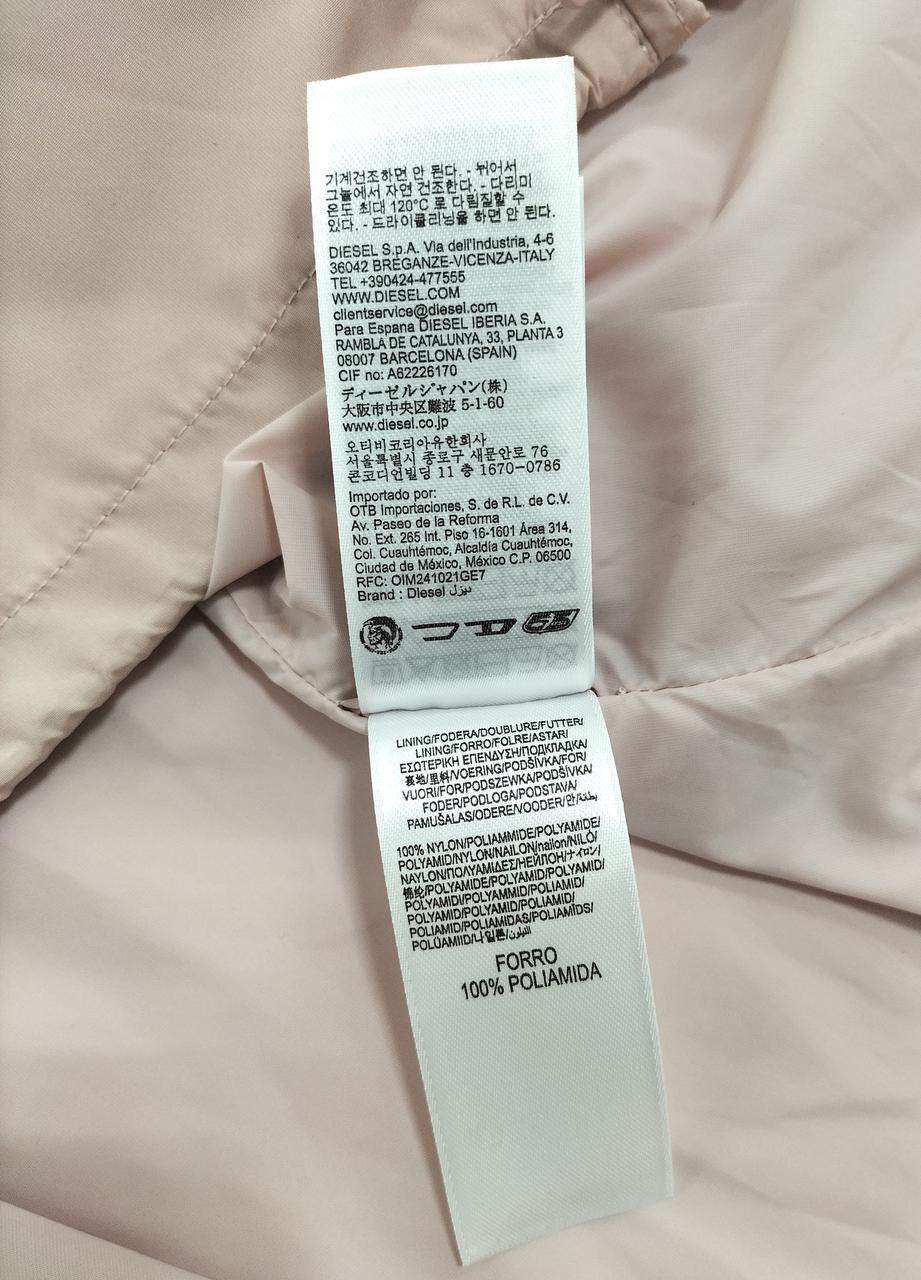 기계건조하면 안 된다. - 뉘어서
그늘에서 자연 건조한다. - 다리미
온도 최대 120°C 로 다림질할 수
있다. - 드라이클리닝을 하면 안 된다.
DIESEL S.p.A. Via dell'Industria, 4-6
36042 BREGANZE-VICENZA-ITALY
TEL +390424-477555
WWW.DIESEL.COM
clientservice@diesel.com
Para Espana DIESEL IBERIA S.A.
RAMBLA DE CATALUNYA, 33, PLANTA 3
08007 BARCELONA (SPAIN)
CIF no: A62226170
ディーゼルジャパン(株)
大阪市中央区難波 5-1-60
www.diesel.co.jp
오티비코리아유한회사
서울특별시 종로구 새문안로 76
콘코디언빌딩 11 층 1670-0786
Importado por:
OTB Importaciones, S. de R.L. de C.V.
Av. Paseo de la Reforma
No. Ext. 265 Int. Piso 16-1601 Área 314,
Col. Cuauhtémoc, Alcaldía Cuauhtémoc,
Ciudad de México, México C.P. 06500
RFC: OIM241021GE7
Brand : Diesel ديزل
55
LINING/FODERA/DOUBLURE/FUTTER/
LINING/FORRO/FOLRE/ASTAR/
ΕΣΩΤΕΡΙΚΗ ΕΠΕΝΔΥΣΗ/ПОДКЛАДКА/
裏地/里料/VOERING/PODŠÍVKA/FOR/
VUORI/FOR/PODSZEWKA/PODŠÍVKA/
FODER/PODLOGA/PODSTAVA/
PAMUŠALAS/ODERE/VOODER/안/بطانة
100% NYLON/POLIAMMIDE/POLYAMIDE/
POLYAMID/NYLON/NAILON/nailon/NILÓ/
NAYLON/ΠΟΛΥΑΜΙΔΕΣ/НЕЙЛОН/ナイロン/
锦纶/POLYAMIDE/POLYAMID/POLYAMID/
POLYAMIDI/POLYAMMID/POLIAMID/
POLYAMID/POLYAMID/POLIAMID/
POLIAMID/POLIAMIDAS/POLIAMĪDS/
POLÜAMIID/나일론/النايلون
FORRO
100% POLIAMIDA